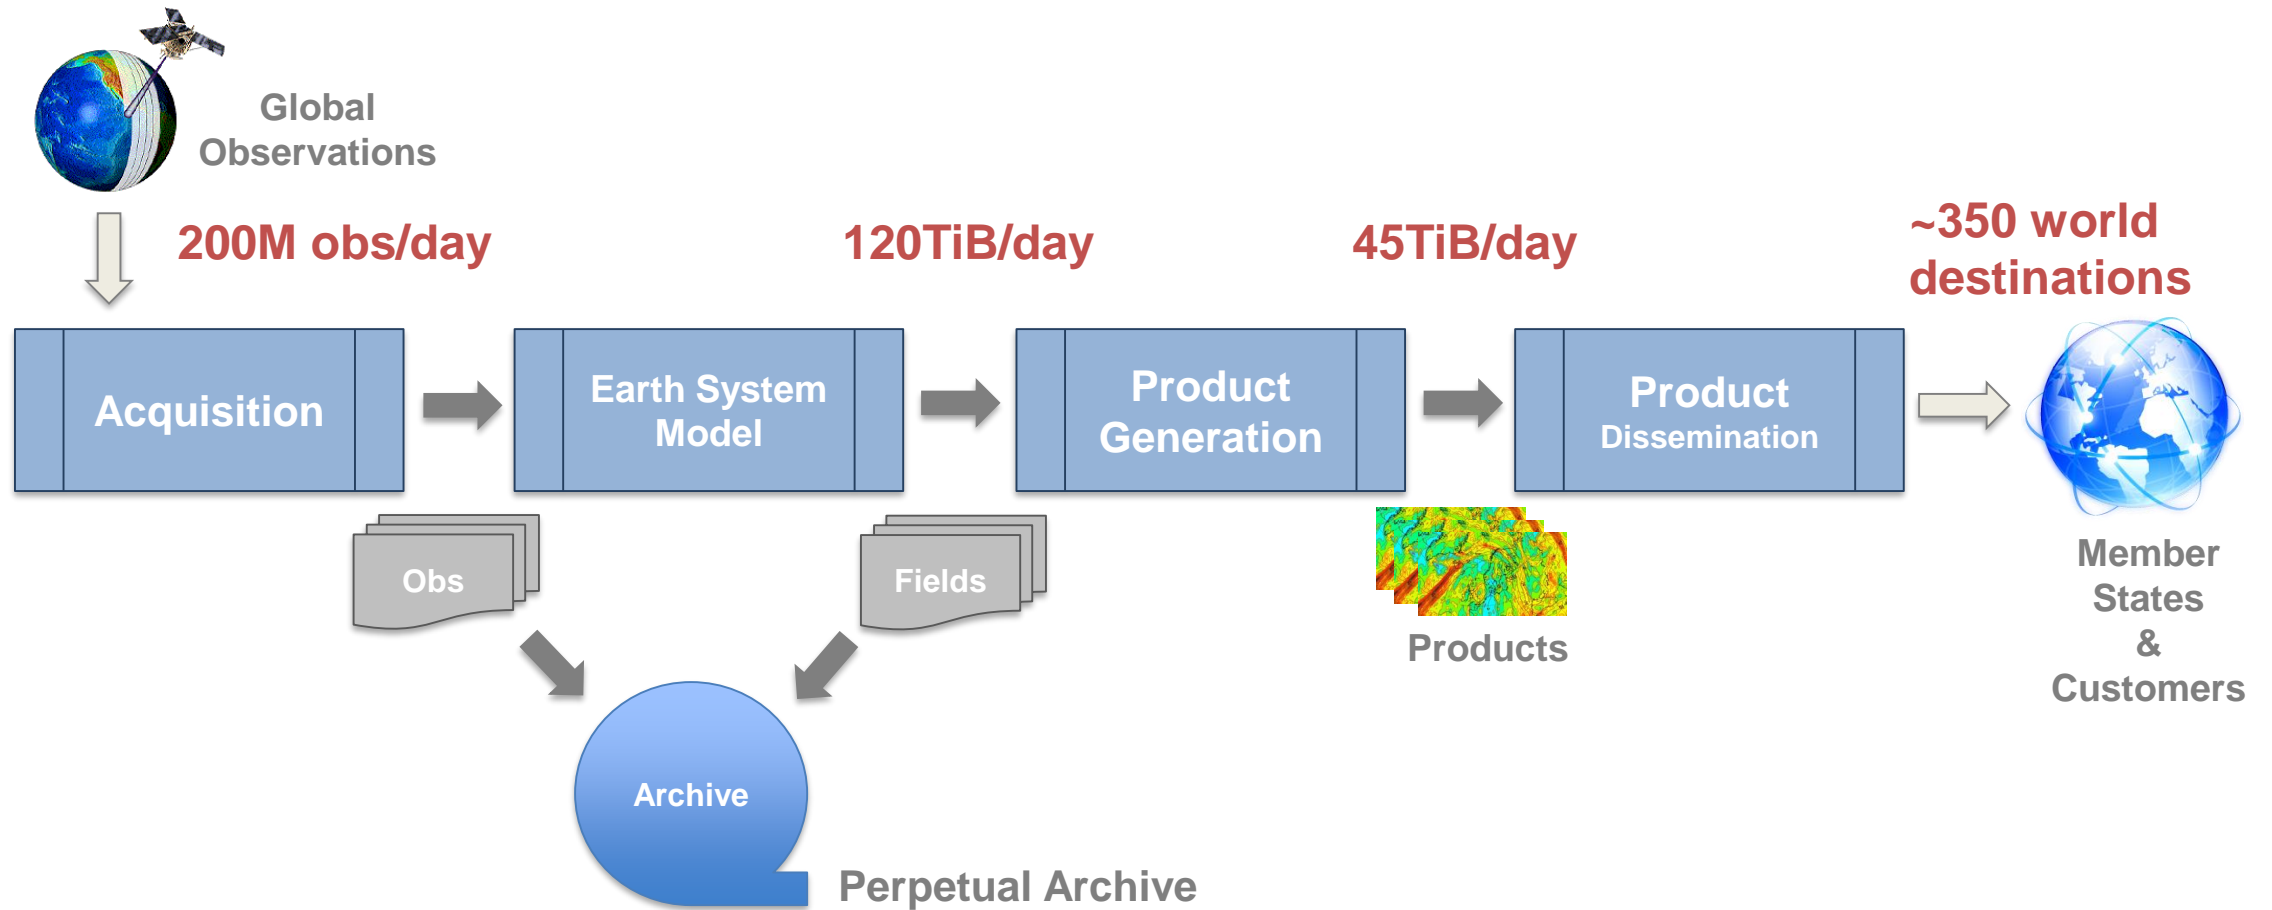 Global
Observations
200M obs/day
120TiB/day
45TiB/day
~350 world
destinations
Acquisition
Earth System
Model
Product
Generation
Product
Dissemination
Obs
Fields
Products
Member
States
&
Customers
Archive
Perpetual Archive